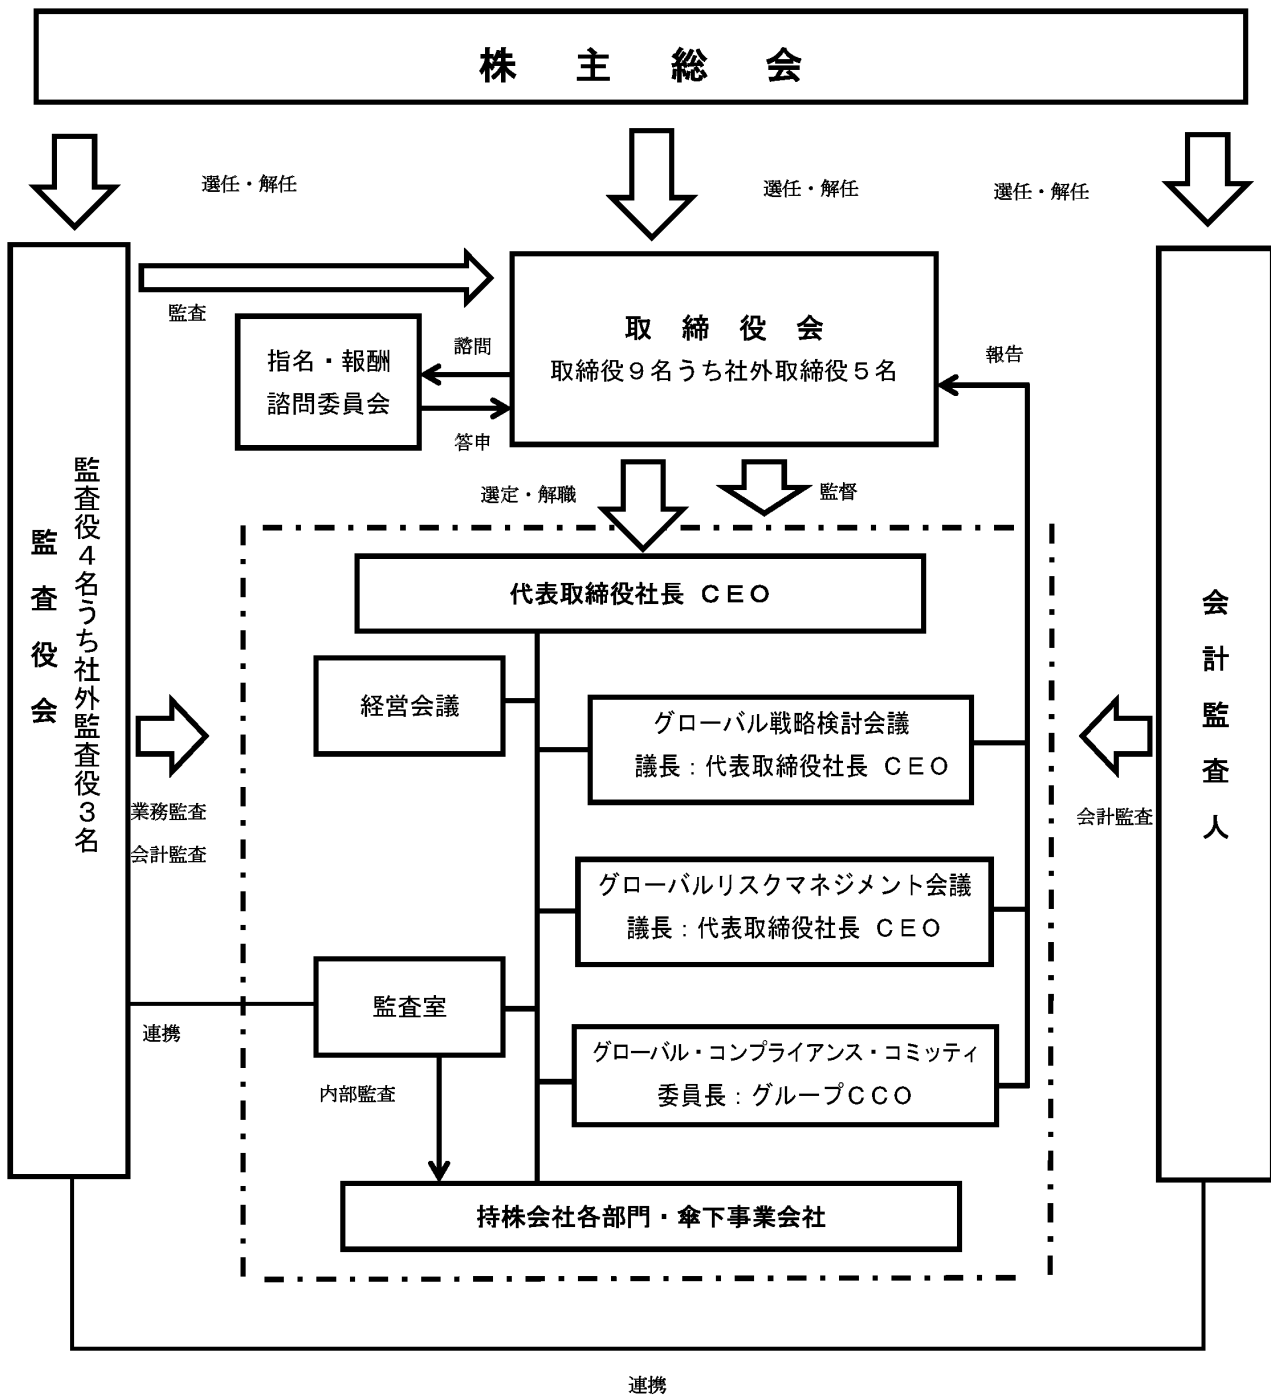 株主総会
選任・解任
選任・解任
選任・解任
監査
取締役会
取締役９名うち社外取締役５名
指名・報酬
諮問委員会
諮問
答申
報告
選定・解職
監督
監査役会
監査役４名うち社外監査役３名
代表取締役社長 ＣＥＯ
会計監査人
経営会議
グローバル戦略検討会議
議長：代表取締役社長 ＣＥＯ
業務監査
会計監査
会計監査
グローバルリスクマネジメント会議
議長：代表取締役社長 ＣＥＯ
監査室
連携
内部監査
グローバル・コンプライアンス・コミッティ
委員長：グループＣＣＯ
持株会社各部門・傘下事業会社
連携